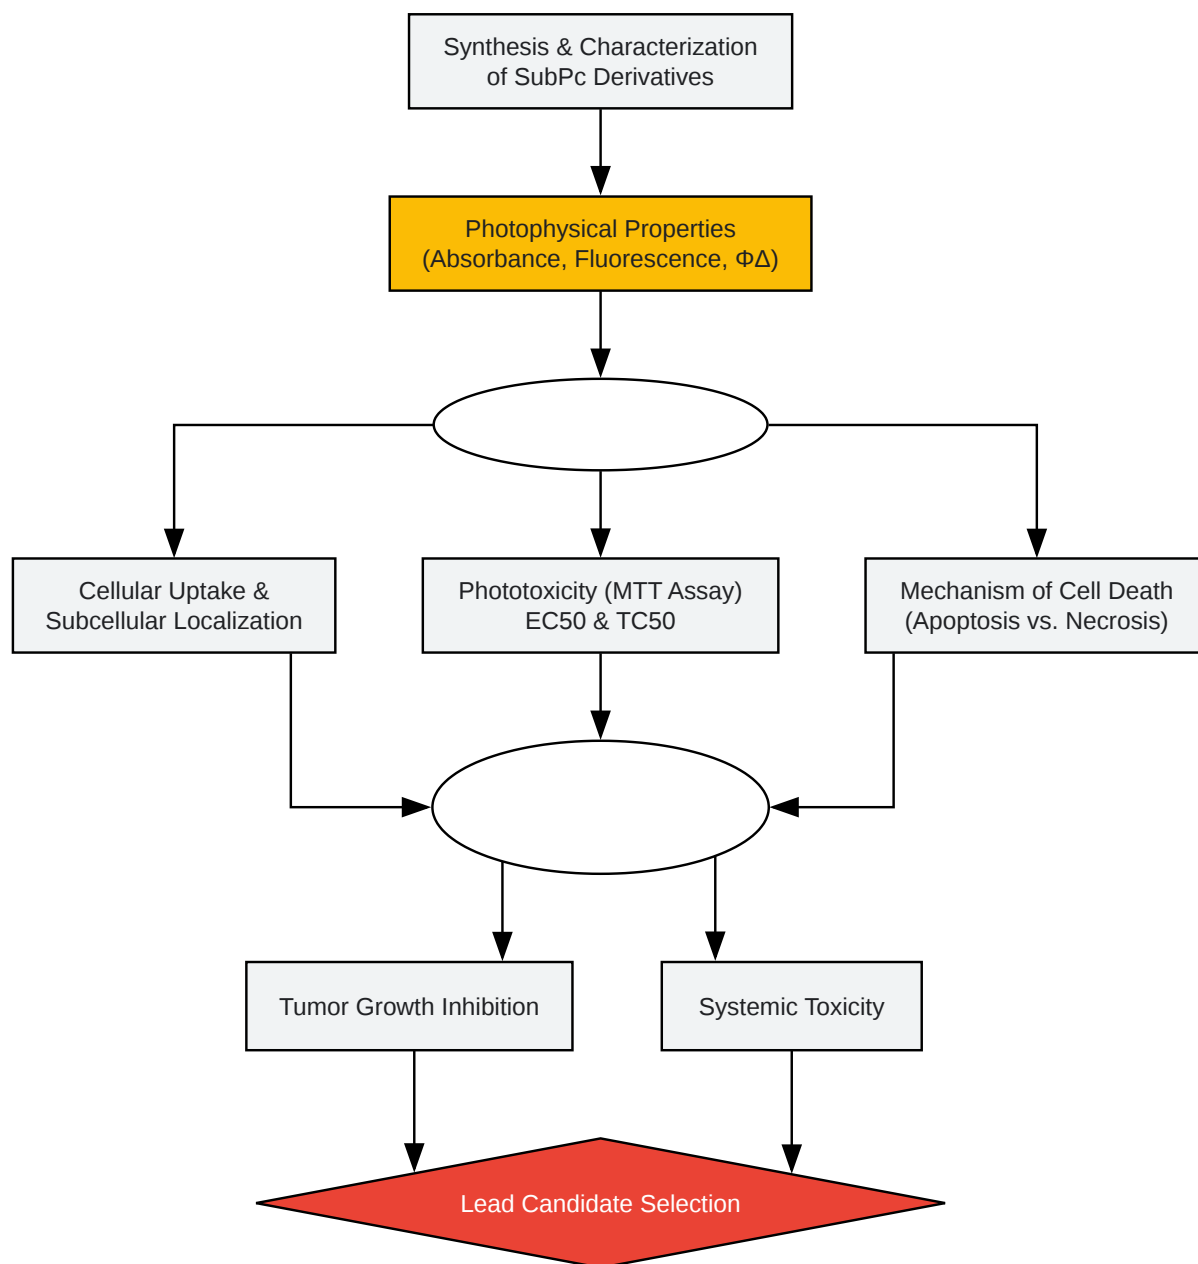 Synthesis & Characterization
of SubPc Derivatives
Photophysical Properties
(Absorbance, Fluorescence, ΦΔ)
Cellular Uptake &
Subcellular Localization
Phototoxicity (MTT Assay)
EC50 & TC50
Mechanism of Cell Death
(Apoptosis vs. Necrosis)
Tumor Growth Inhibition
Systemic Toxicity
Lead Candidate Selection